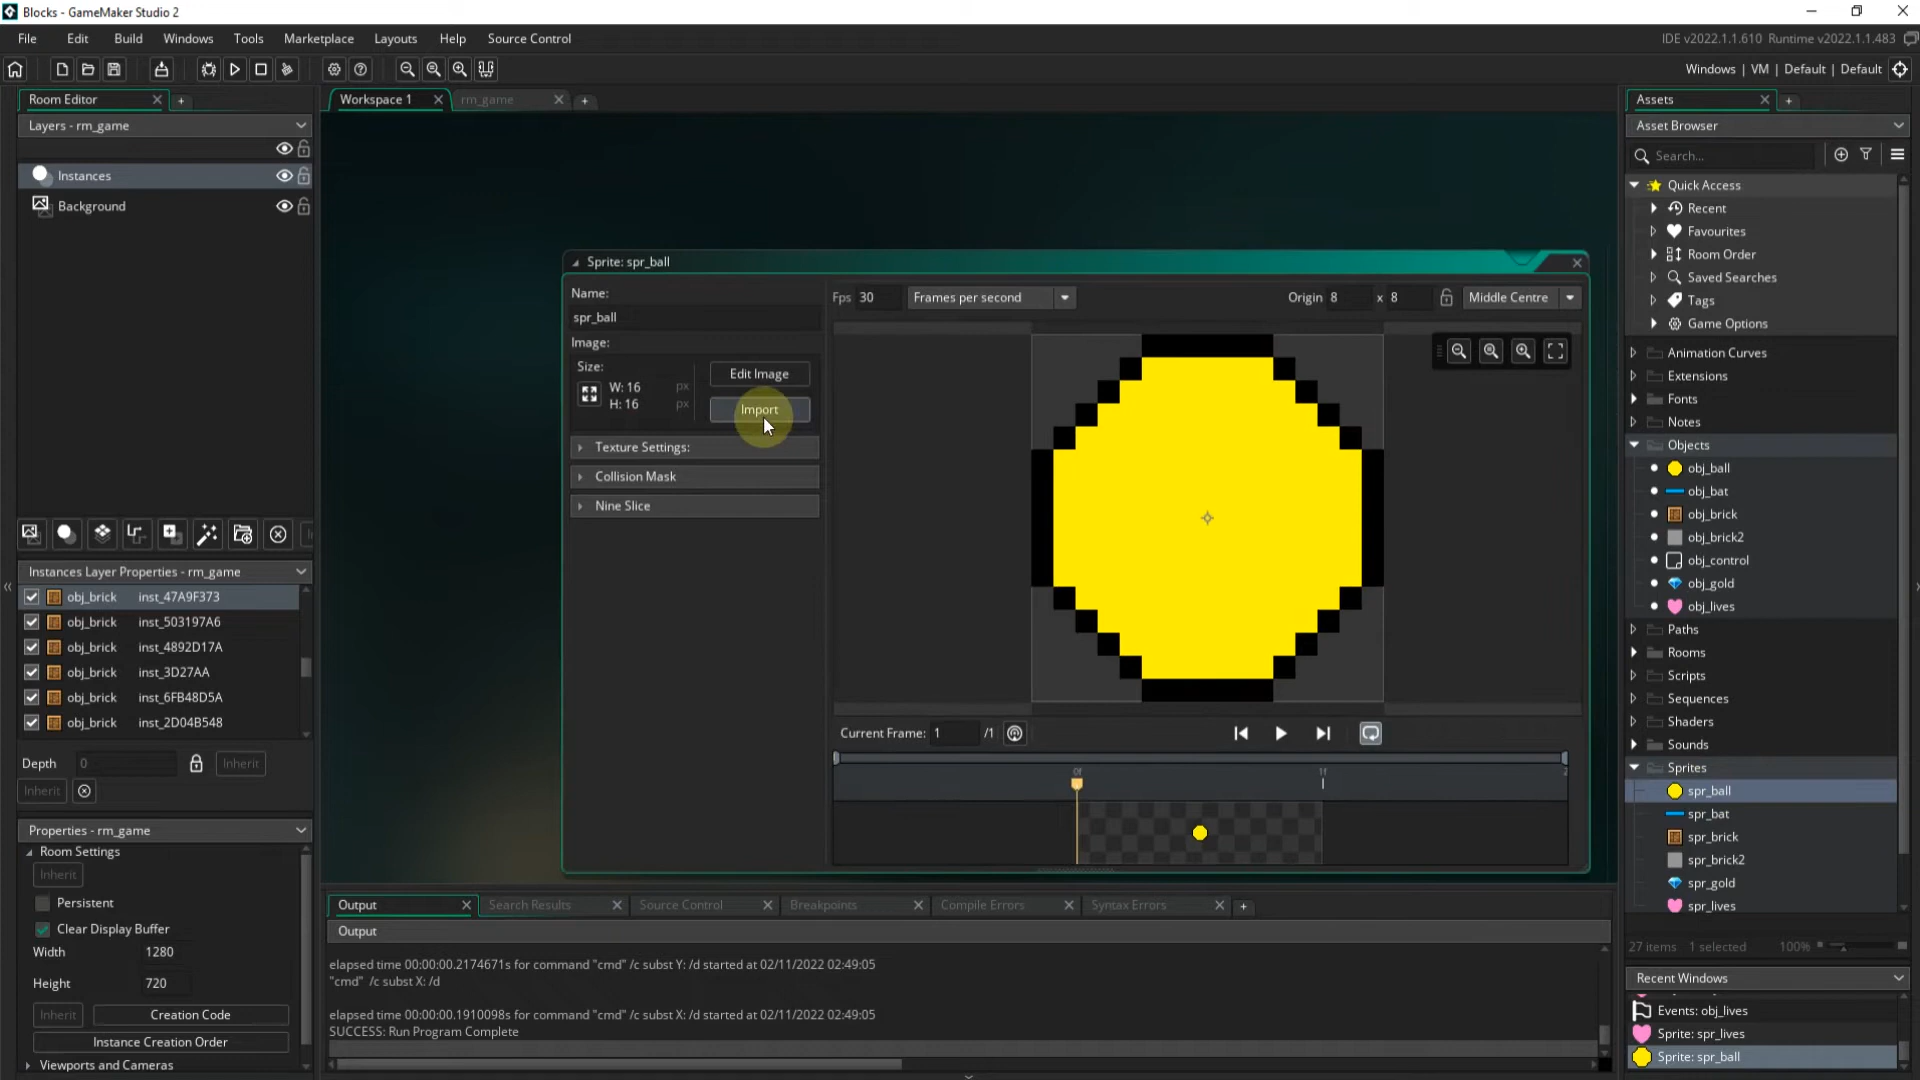 Blocks - GameMaker Studio 2
File Edit Build Windows Tools Marketplace Layouts Help Source Control
IDE v2022.1.1.610 Runtime v2022.1.1.483
Windows | VM | Default | Default
Room Editor
Layers - rm_game
Instances
Background
Instances Layer Properties - rm_game
obj_brick inst_47A9F373
obj_brick inst_503197A6
obj_brick inst_4892D17A
obj_brick inst_3D27AA
obj_brick inst_6FB48D5A
obj_brick inst_2D04B548
Depth 0 Inherit
Inherit
Properties - rm_game
Room Settings
Inherit
Persistent
Clear Display Buffer
Width 1280
Height 720
Inherit Creation Code
Instance Creation Order
Viewports and Cameras
Workspace 1 rm_game
Sprite: spr_ball
Name:
spr_ball
Image:
Size:
W: 16 px
H: 16 px
Edit Image
Import
Texture Settings:
Collision Mask
Nine Slice
Fps 30 Frames per second Origin 8 x 8 Middle Centre
Current Frame: 1 /1
0f 1f 2
Output Search Results Source Control Breakpoints Compile Errors Syntax Errors
Output
elapsed time 00:00:00.2174671s for command "cmd" /c subst Y: /d started at 02/11/2022 02:49:05
"cmd" /c subst X: /d
elapsed time 00:00:00.1910098s for command "cmd" /c subst X: /d started at 02/11/2022 02:49:05
SUCCESS: Run Program Complete
Assets
Asset Browser
Search...
Quick Access
Recent
Favourites
Room Order
Saved Searches
Tags
Game Options
Animation Curves
Extensions
Fonts
Notes
Objects
obj_ball
obj_bat
obj_brick
obj_brick2
obj_control
obj_gold
obj_lives
Paths
Rooms
Scripts
Sequences
Shaders
Sounds
Sprites
spr_ball
spr_bat
spr_brick
spr_brick2
spr_gold
spr_lives
27 items 1 selected 100%
Recent Windows
Events: obj_lives
Sprite: spr_lives
Sprite: spr_ball